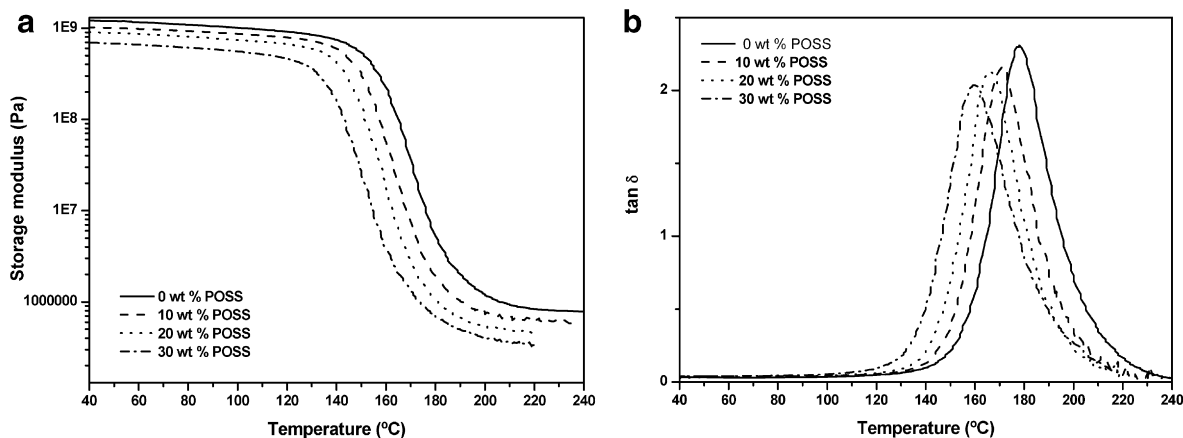 a
Storage modulus (Pa)
1E9
1E8
1E7
1000000
0 wt % POSS
10 wt % POSS
20 wt % POSS
30 wt % POSS
40 60 80 100 120 140 160 180 200 220 240
Temperature (ºC)
b
tan δ
2
1
0
0 wt % POSS
10 wt % POSS
20 wt % POSS
30 wt % POSS
40 60 80 100 120 140 160 180 200 220 240
Temperature (ºC)